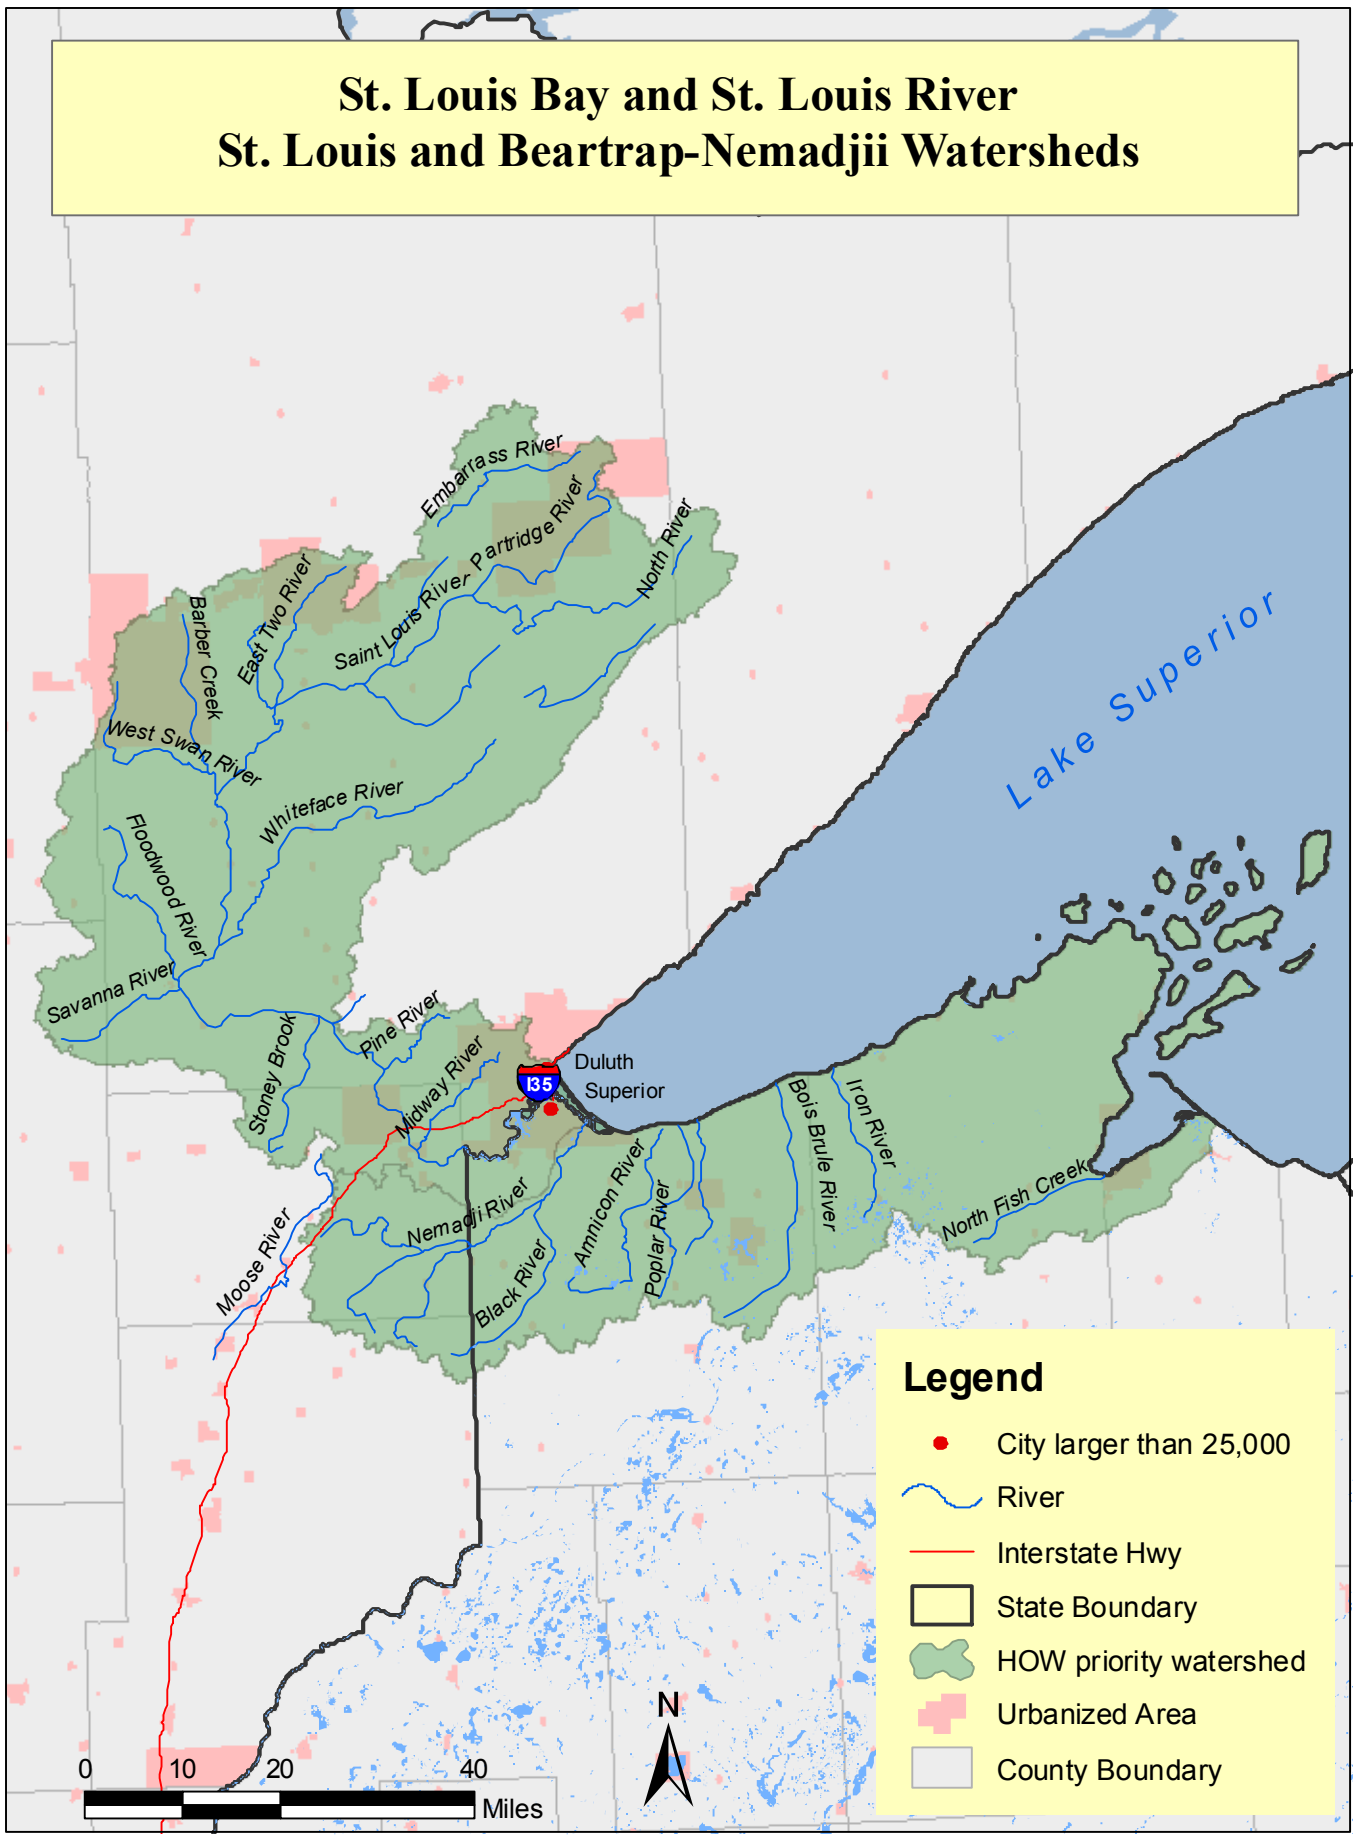 St. Louis Bay and St. Louis River
St. Louis and Beartrap-Nemadjii Watersheds
Embarrass River
Partridge River
North River
East Two River
Saint Louis River
Barber Creek
West Swan River
Whiteface River
Floodwood River
Savanna River
Stoney Brook
Pine River
Midway River
Lake Superior
Duluth
Superior
I35
Bois Brule River
Iron River
Amnicon River
Poplar River
North Fish Creek
Nemadji River
Black River
Moose River
Legend
City larger than 25,000
River
Interstate Hwy
State Boundary
HOW priority watershed
Urbanized Area
County Boundary
N
0 10 20 40
Miles